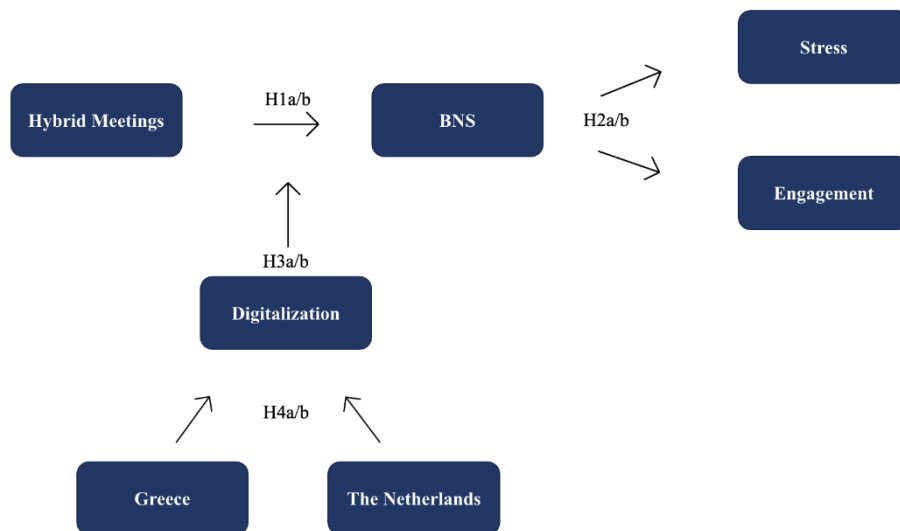 Stress
H1a/b
Hybrid Meetings
BNS
H2a/b
Engagement
H3a/b
Digitalization
H4a/b
Greece
The Netherlands